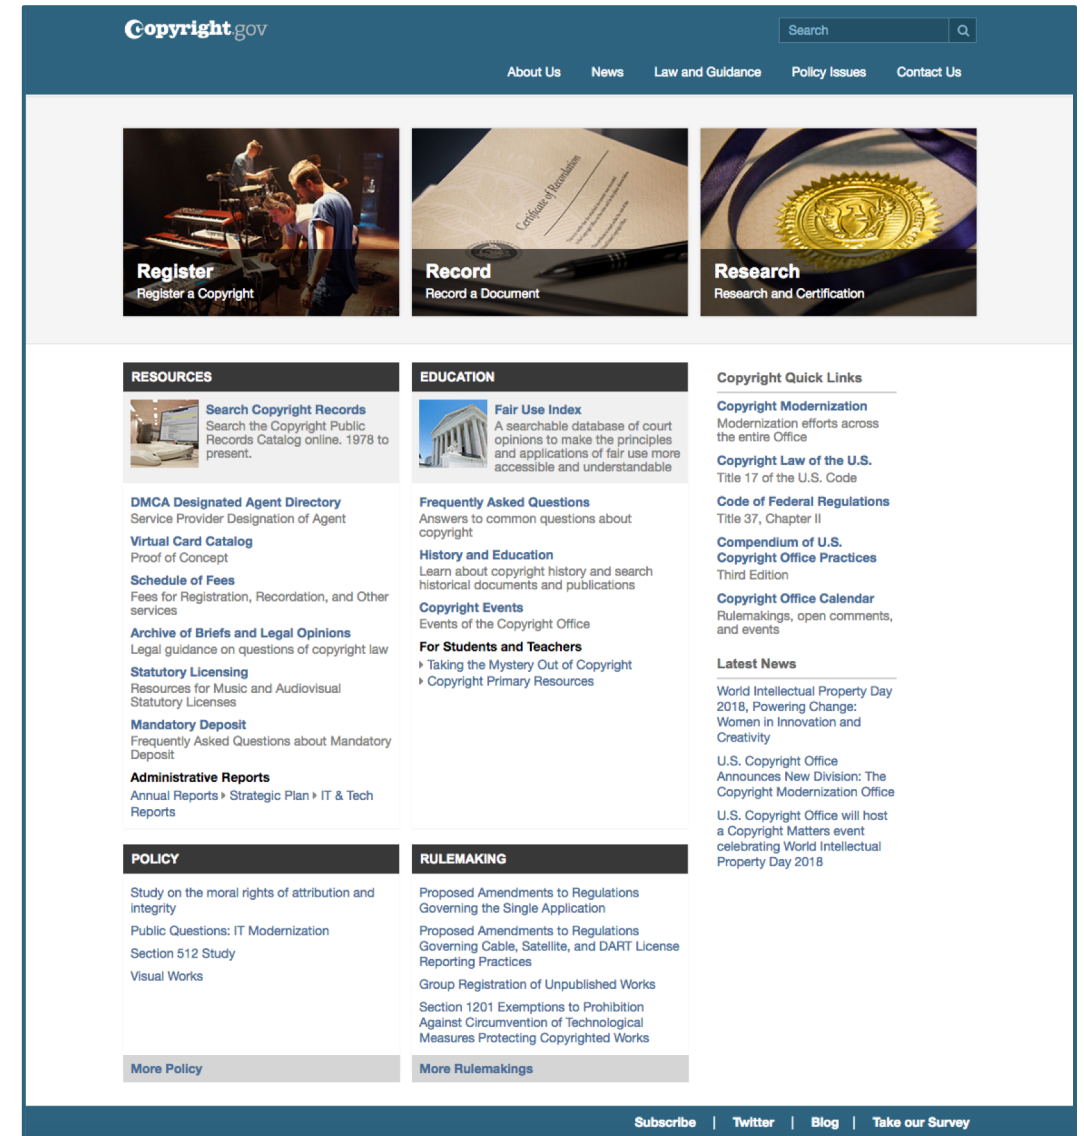 Copyright.gov
Search
About Us News Law and Guidance Policy Issues Contact Us
Certificate of Recordation
Register
Register a Copyright
Record
Record a Document
Research
Research and Certification
RESOURCES
Search Copyright Records
Search the Copyright Public
Records Catalog online. 1978 to
present.
DMCA Designated Agent Directory
Service Provider Designation of Agent
Virtual Card Catalog
Proof of Concept
Schedule of Fees
Fees for Registration, Recordation, and Other
services
Archive of Briefs and Legal Opinions
Legal guidance on questions of copyright law
Statutory Licensing
Resources for Music and Audiovisual
Statutory Licenses
Mandatory Deposit
Frequently Asked Questions about Mandatory
Deposit
Administrative Reports
Annual Reports Strategic Plan IT & Tech
Reports
EDUCATION
Fair Use Index
A searchable database of court
opinions to make the principles
and applications of fair use more
accessible and understandable
Frequently Asked Questions
Answers to common questions about
copyright
History and Education
Learn about copyright history and search
historical documents and publications
Copyright Events
Events of the Copyright Office
For Students and Teachers
Taking the Mystery Out of Copyright
Copyright Primary Resources
Copyright Quick Links
Copyright Modernization
Modernization efforts across
the entire Office
Copyright Law of the U.S.
Title 17 of the U.S. Code
Code of Federal Regulations
Title 37, Chapter II
Compendium of U.S.
Copyright Office Practices
Third Edition
Copyright Office Calendar
Rulemakings, open comments,
and events
Latest News
World Intellectual Property Day
2018, Powering Change:
Women in Innovation and
Creativity
U.S. Copyright Office
Announces New Division: The
Copyright Modernization Office
U.S. Copyright Office will host
a Copyright Matters event
celebrating World Intellectual
Property Day 2018
POLICY
Study on the moral rights of attribution and
integrity
Public Questions: IT Modernization
Section 512 Study
Visual Works
More Policy
RULEMAKING
Proposed Amendments to Regulations
Governing the Single Application
Proposed Amendments to Regulations
Governing Cable, Satellite, and DART License
Reporting Practices
Group Registration of Unpublished Works
Section 1201 Exemptions to Prohibition
Against Circumvention of Technological
Measures Protecting Copyrighted Works
More Rulemakings
Subscribe | Twitter | Blog | Take our Survey